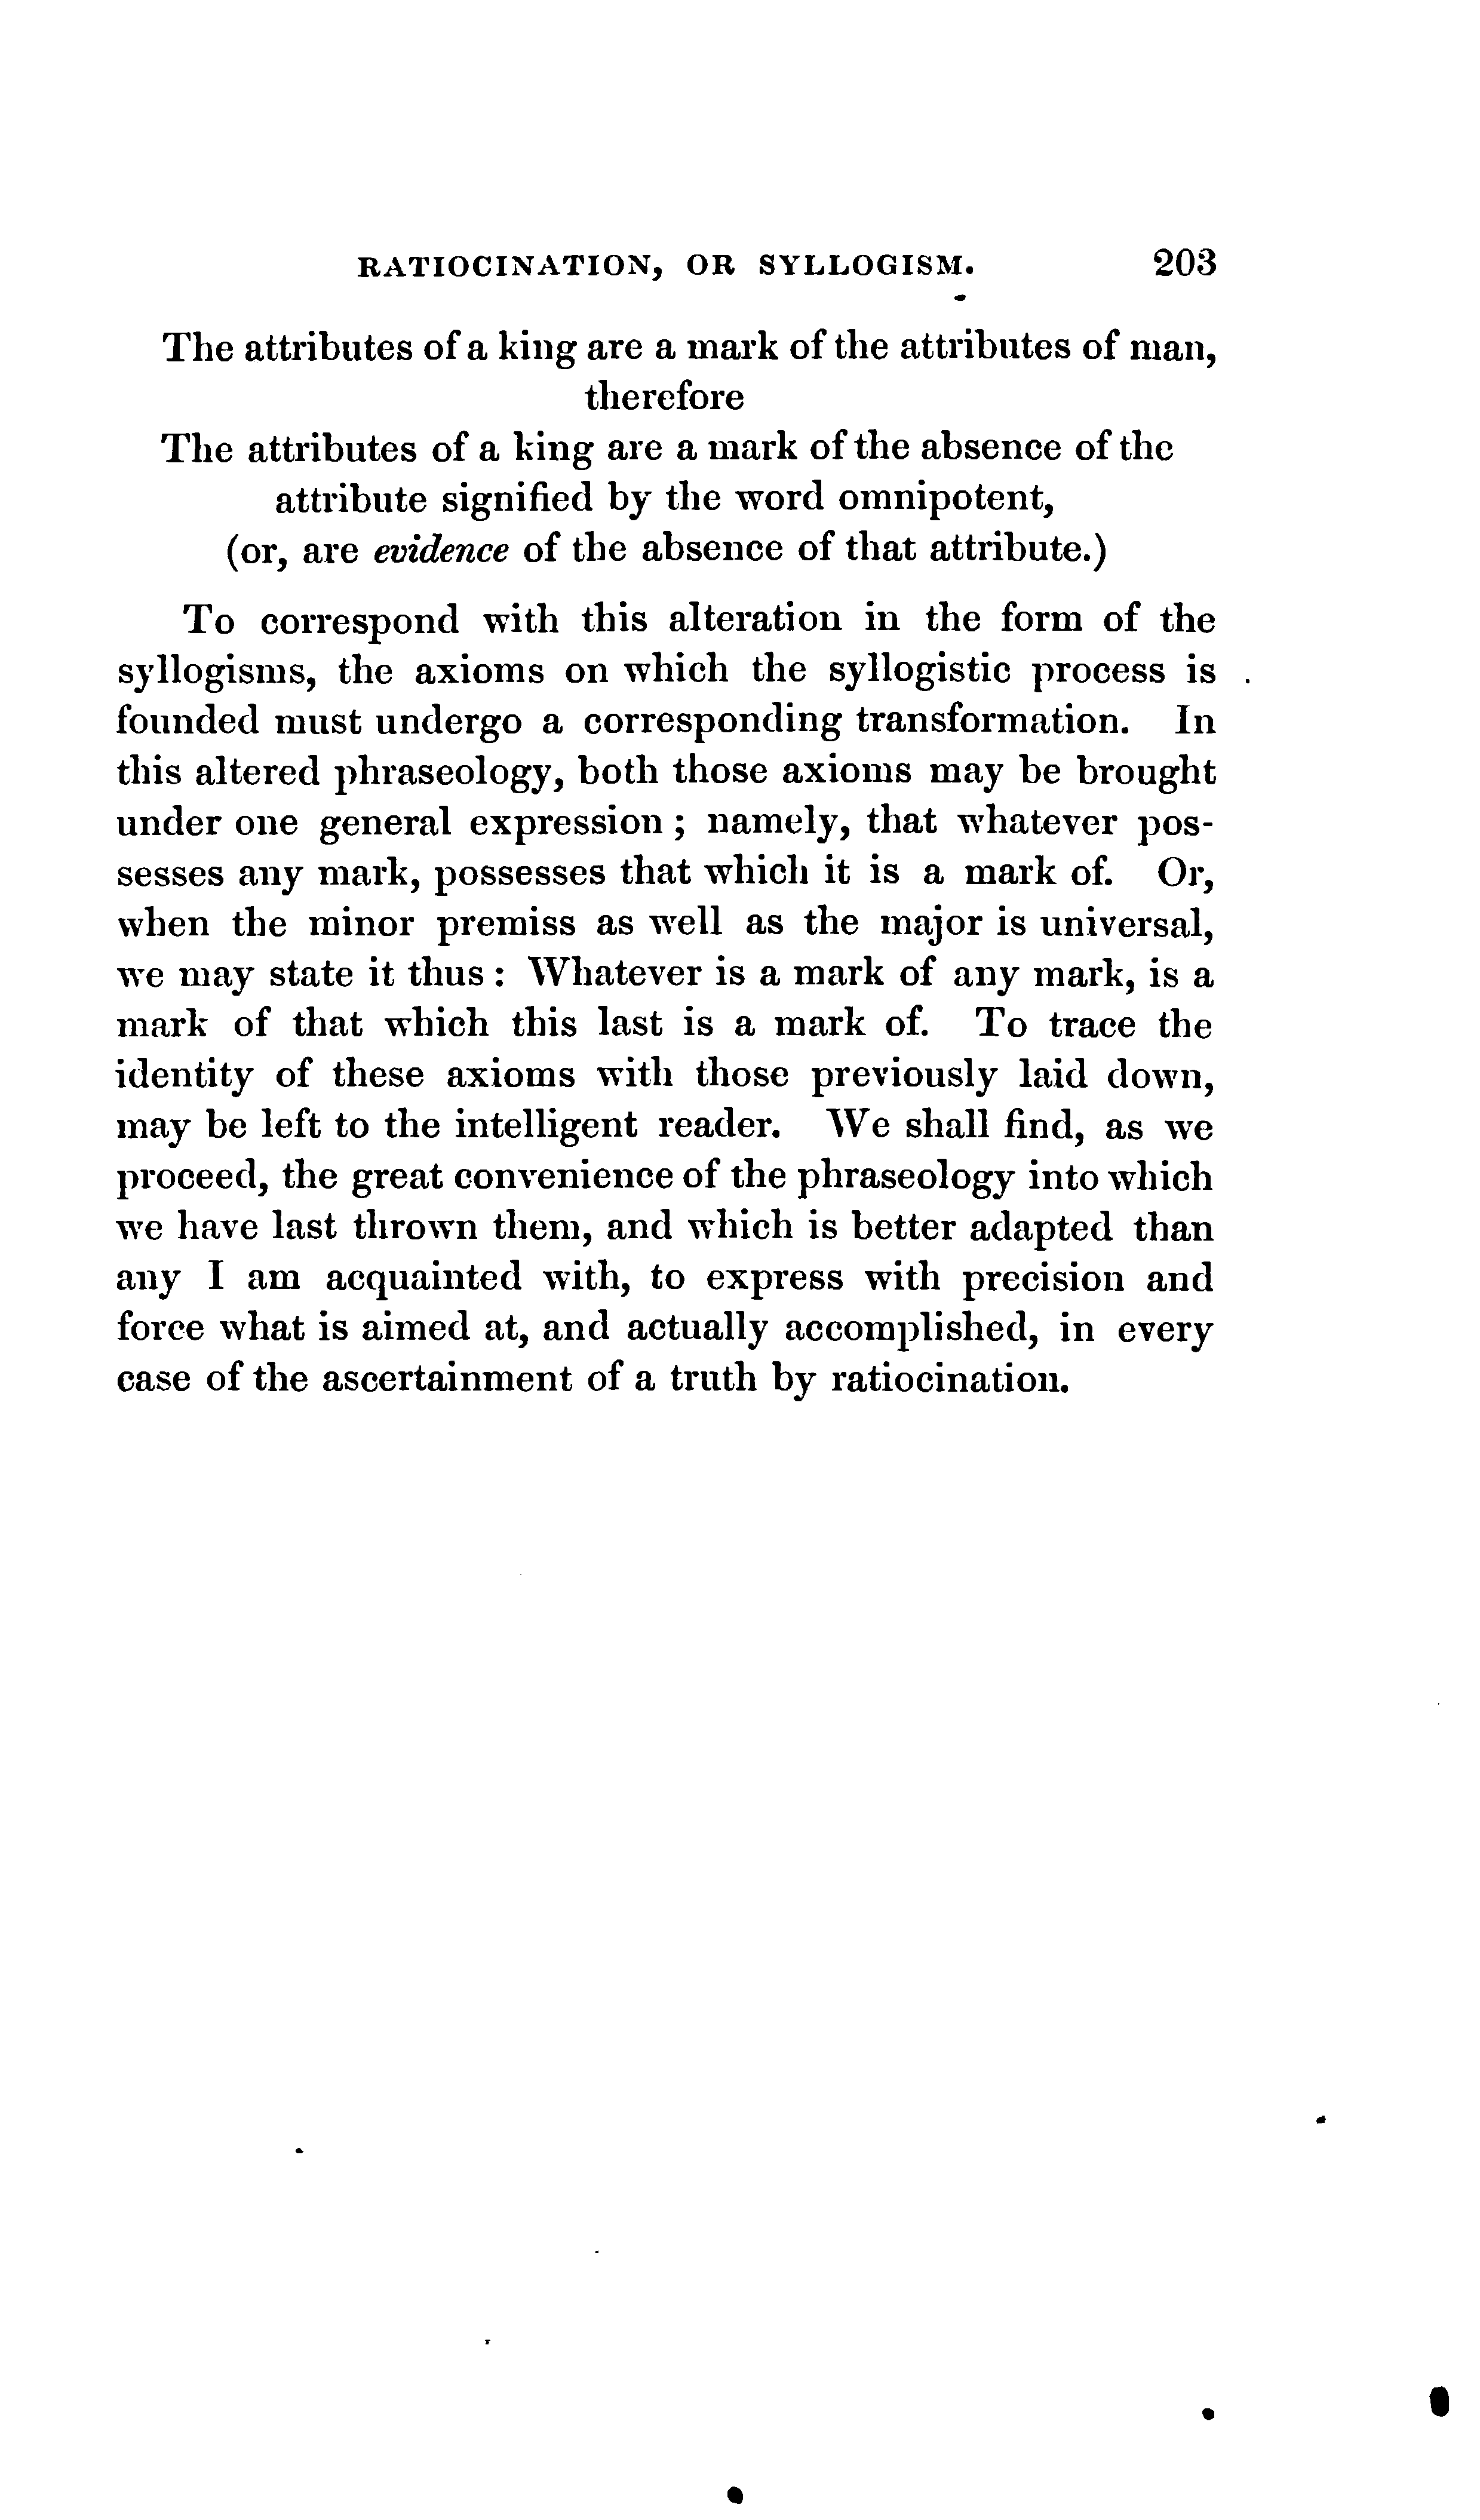 RATIOCINATION, OR SYLLOGISM. 203
The attributes of a king are a mark of the attributes of man,
therefore
The attributes of a king are a mark of the absence of the
attribute signified by the word omnipotent,
(or, are evidence of the absence of that attribute.)
To correspond with this alteration in the form of the
syllogisms, the axioms on which the syllogistic process is
founded must undergo a corresponding transformation. In
this altered phraseology, both those axioms may be brought
under one general expression ; namely, that whatever pos-
sesses any mark, possesses that which it is a mark of. Or,
when the minor premiss as well as the major is universal,
we may state it thus : Whatever is a mark of any mark, is a
mark of that which this last is a mark of. To trace the
identity of these axioms with those previously laid down,
may be left to the intelligent reader. We shall find, as we
proceed, the great convenience of the phraseology into which
we have last thrown them, and which is better adapted than
any I am acquainted with, to express with precision and
force what is aimed at, and actually accomplished, in every
case of the ascertainment of a truth by ratiocination.